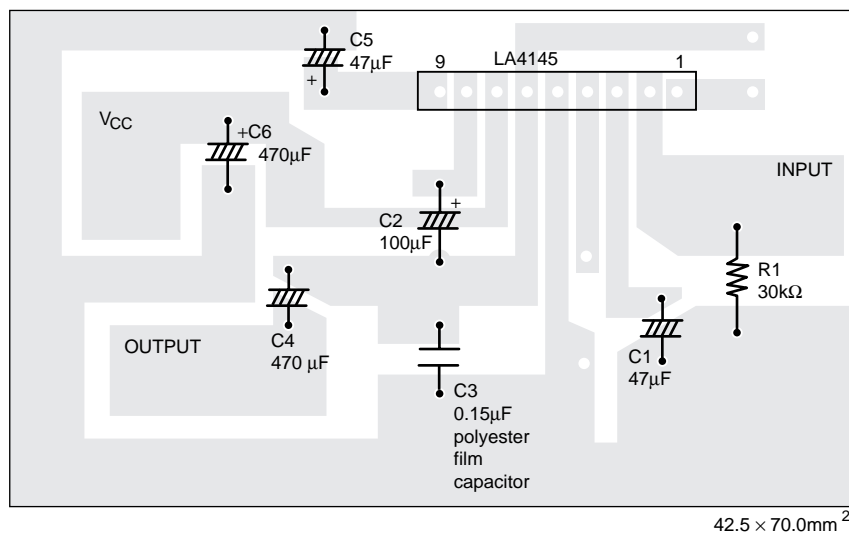 C5
47µF
+
9
LA4145
1
VCC
+C6
470µF
INPUT
+
C2
100µF
R1
30kΩ
OUTPUT
C4
470 µF
C1
47µF
C3
0.15µF
polyester
film
capacitor
42.5 × 70.0mm²